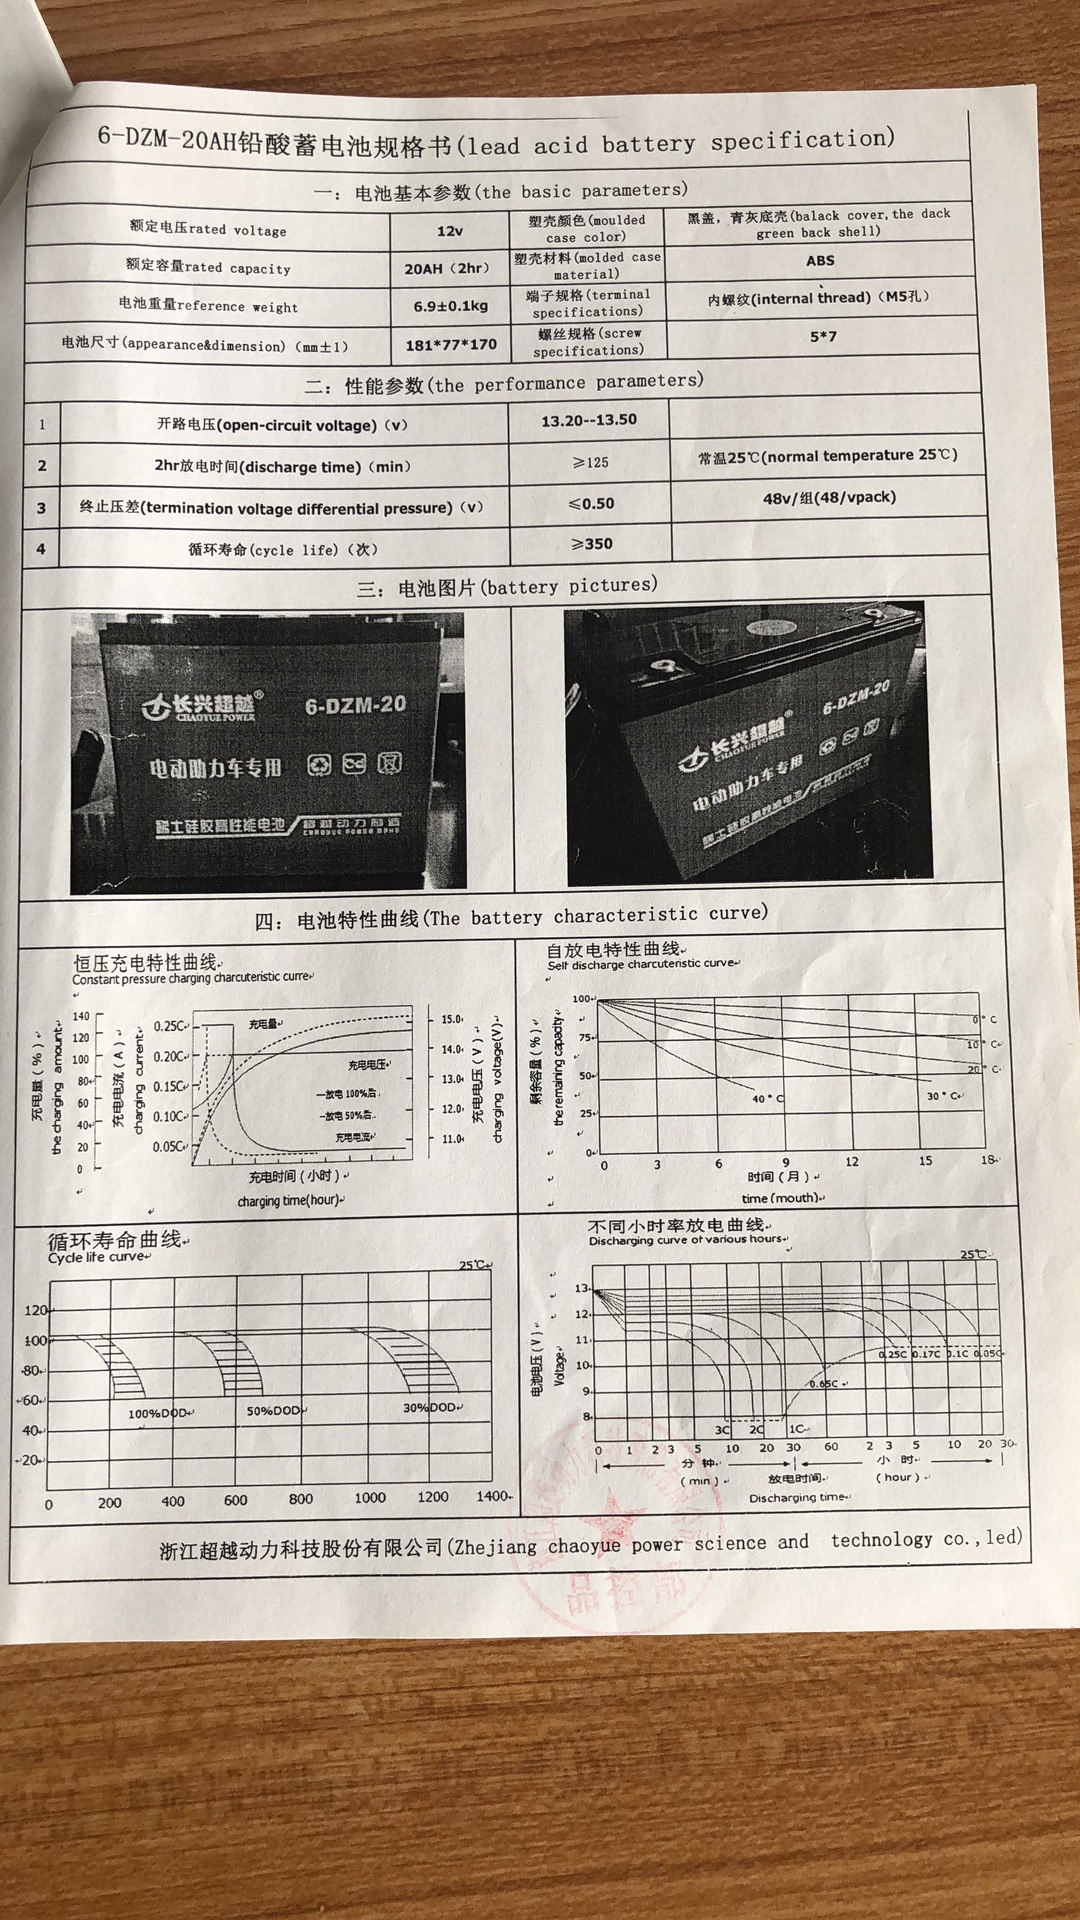 6-DZM-20AH铅酸蓄电池规格书(lead acid battery specification)
一: 电池基本参数(the basic parameters)
额定电压rated voltage 12v 塑壳颜色(moulded case color) 黑盖，青灰底壳(balack cover,the dack green back shell)
额定容量rated capacity 20AH（2hr） 塑壳材料(molded case material) ABS
电池重量reference weight 6.9±0.1kg 端子规格(terminal specifications) 内螺纹(internal thread)（M5孔）
电池尺寸(appearance&dimension)（mm±1） 181*77*170 螺丝规格(screw specifications) 5*7
二: 性能参数(the performance parameters)
1 开路电压(open-circuit voltage)（v） 13.20--13.50
2 2hr放电时间(discharge time)（min） ≥125 常温25℃(normal temperature 25℃)
3 终止压差(termination voltage differential pressure)（v） ≤0.50 48v/组(48/vpack)
4 循环寿命(cycle life)（次） ≥350
三: 电池图片(battery pictures)
长兴超越® 6-DZM-20
CHAOYUE POWER
电动助力车专用
稀土硅胶高性能电池 超越动力制造
长兴超越® 6-DZM-20
CHAOYUE POWER
电动助力车专用
稀土硅胶高性能电池
四: 电池特性曲线(The battery characteristic curve)
恒压充电特性曲线
Constant pressure charging charcuteristic curre
充电量（%）
the charging amount
140
120
100
80
60
40
20
0
充电电流（A）
charging current
0.25C
0.20C
0.15C
0.10C
0.05C
充电量
充电电压
—放电 100%后
--放电 50%后
充电电流
15.0
14.0
13.0
12.0
11.0
充电电压（V）
charging voltage(V)
充电时间（小时）
charging time(hour)
自放电特性曲线
Self discharge charcuteristic curve
剩余容量（%）
the remaining capacity
100
75
50
25
0
0°C
10°C
20°C
30°C
40°C
0 3 6 9 12 15 18
时间（月）
time(mouth)
循环寿命曲线
Cycle life curve
25℃
120
100
80
60
40
20
100%DOD 50%DOD 30%DOD
0 200 400 600 800 1000 1200 1400
不同小时率放电曲线
Discharging curve of various hours
25℃
电池电压（V）
Voltage
13
12
11
10
9
8
0.25C 0.17C 0.1C 0.05C
0.65C
3C 2C 1C
0 1 2 3 5 10 20 30 60 2 3 5 10 20 30
分 钟 小 时
（min） 放电时间 （hour）
Discharging time
浙江超越动力科技股份有限公司(Zhejiang chaoyue power science and technology co.,led)
品控部